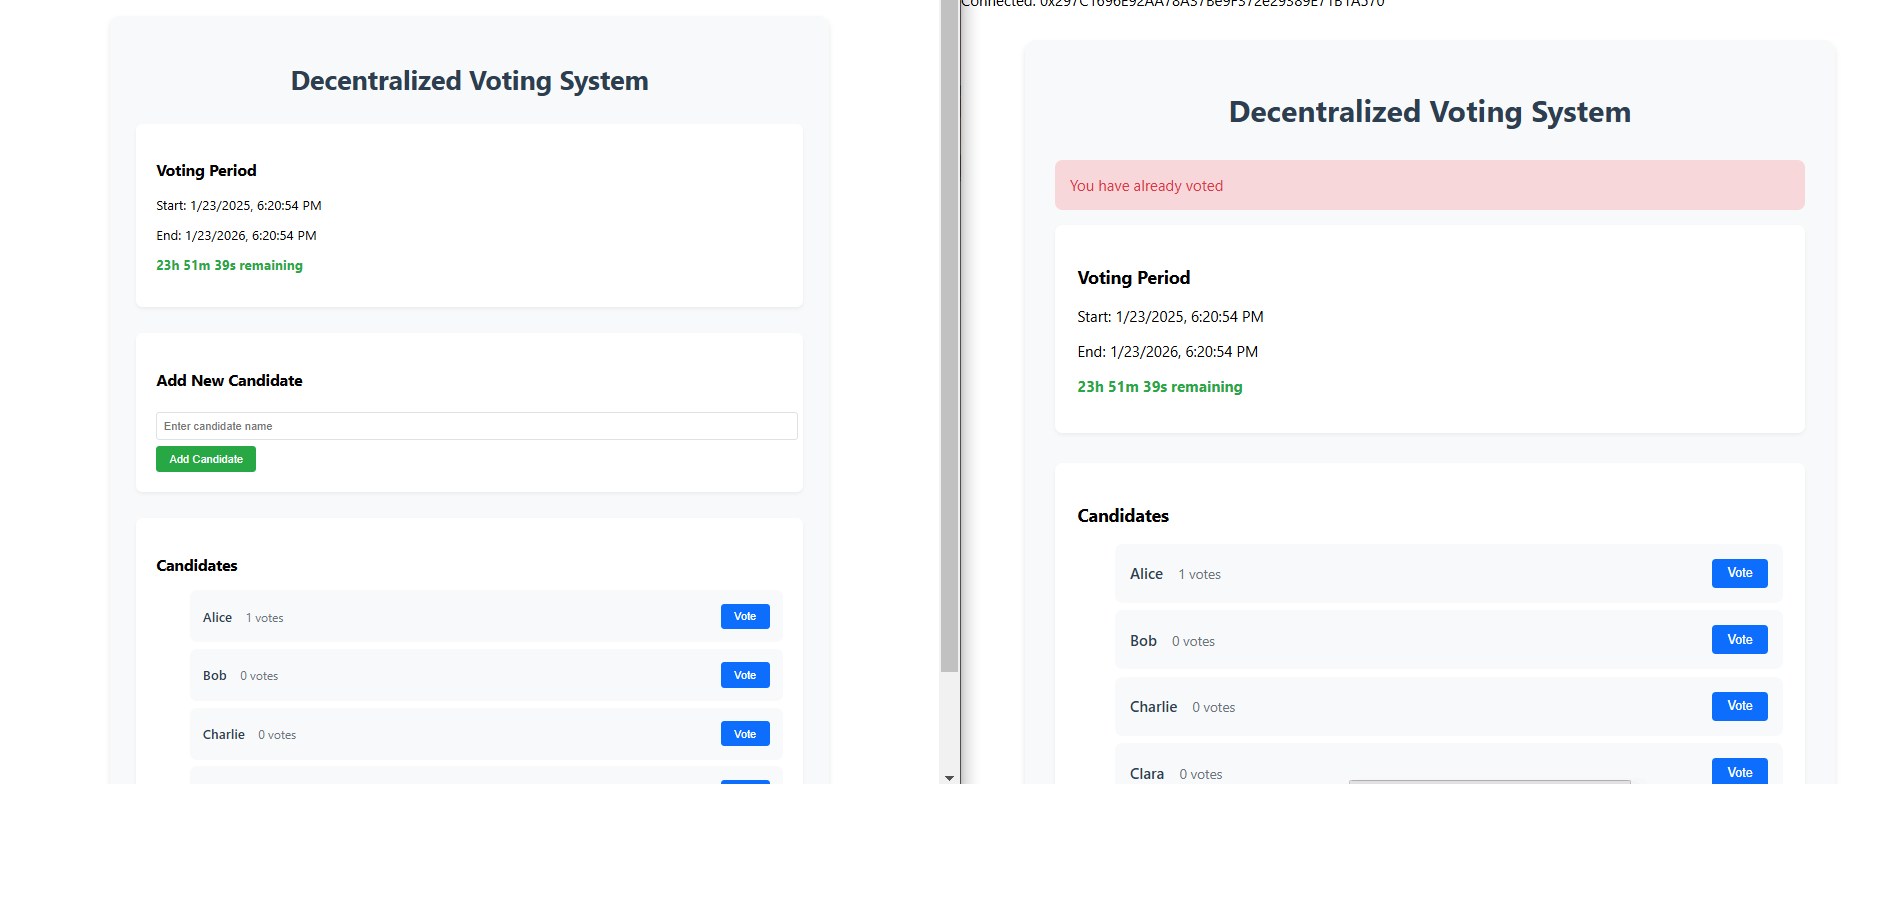 Decentralized Voting System
Voting Period
Start: 1/23/2025, 6:20:54 PM
End: 1/23/2026, 6:20:54 PM
23h 51m 39s remaining
Add New Candidate
Enter candidate name
Add Candidate
Candidates
Alice 1 votes Vote
Bob 0 votes Vote
Charlie 0 votes Vote
Connected:
Decentralized Voting System
You have already voted
Voting Period
Start: 1/23/2025, 6:20:54 PM
End: 1/23/2026, 6:20:54 PM
23h 51m 39s remaining
Candidates
Alice 1 votes Vote
Bob 0 votes Vote
Charlie 0 votes Vote
Clara 0 votes Vote